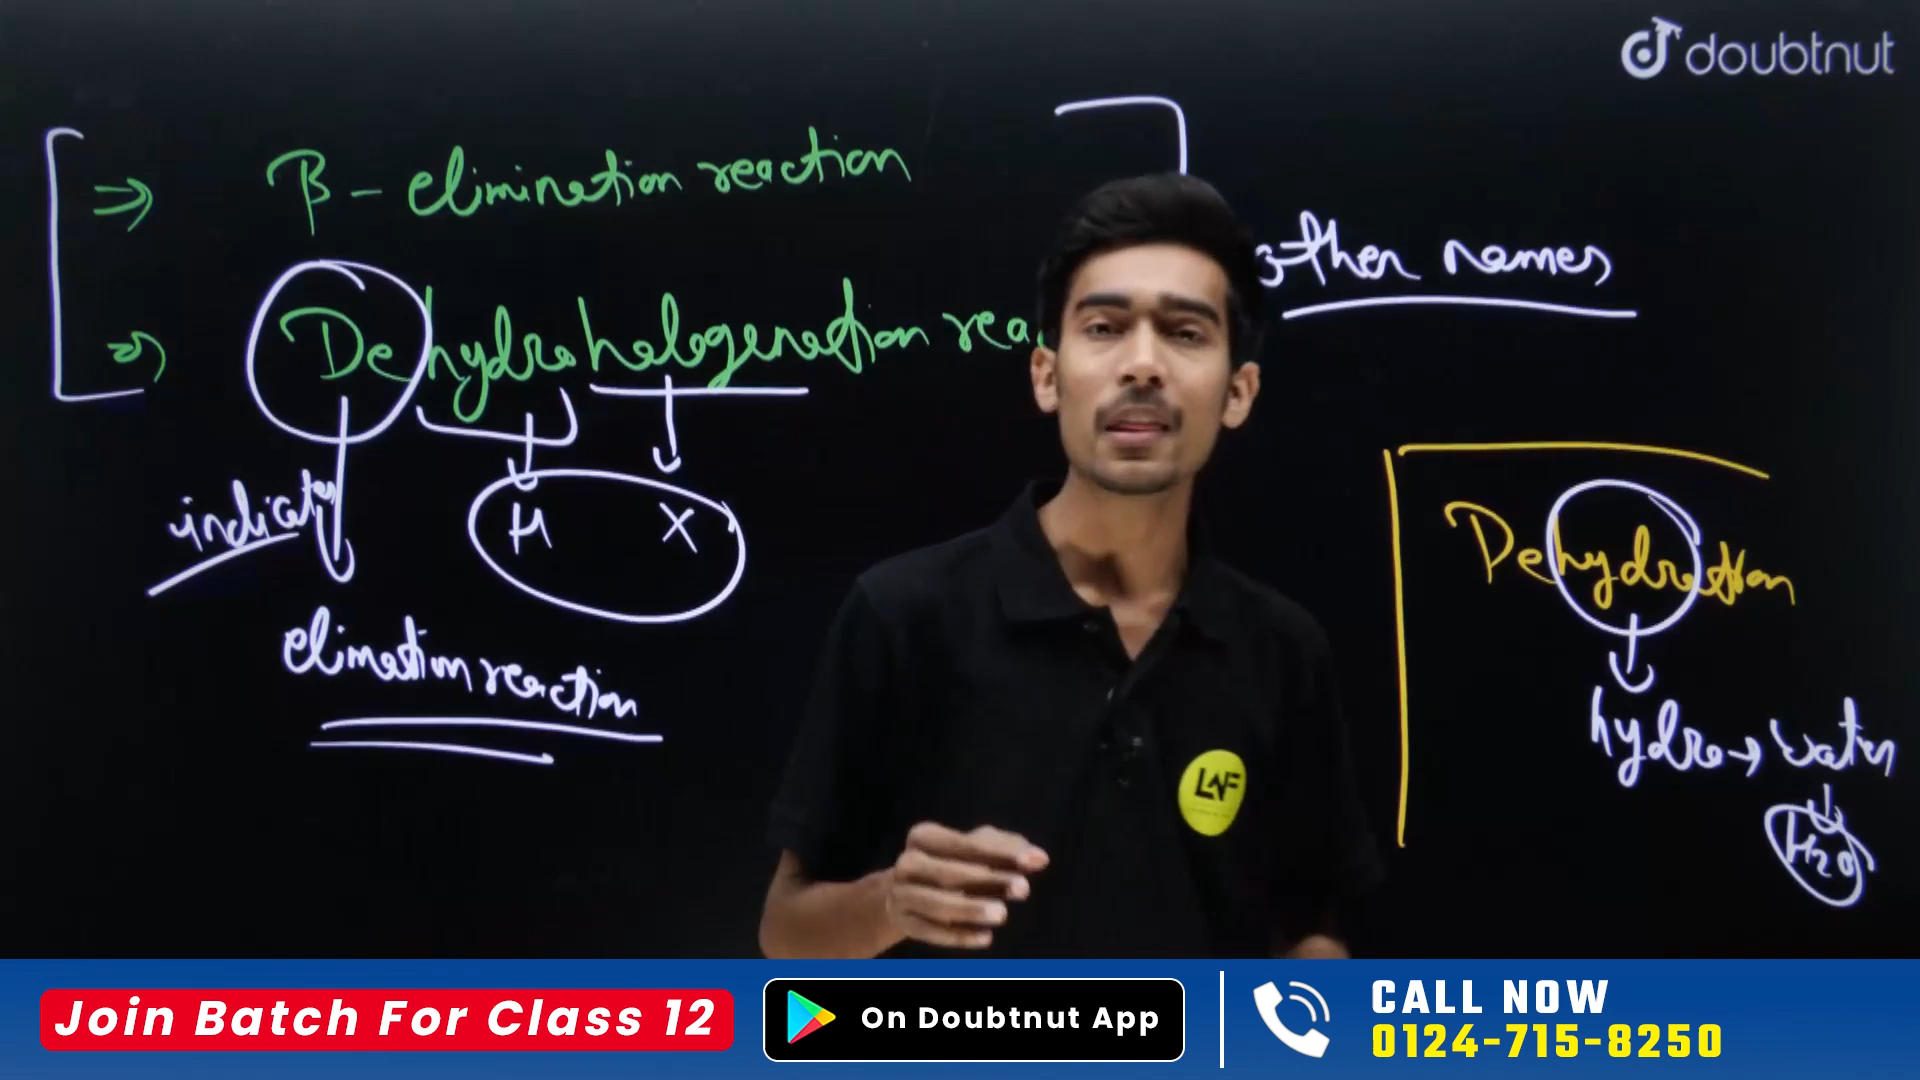 doubtnut
⇒ β - elimination reaction
other names
⇒ Dehydrohalogenation rea
indicates
H X
elimation reaction
Dehydration
hydro → water
H2O
LNF
Join Batch For Class 12
On Doubtnut App
CALL NOW
0124-715-8250